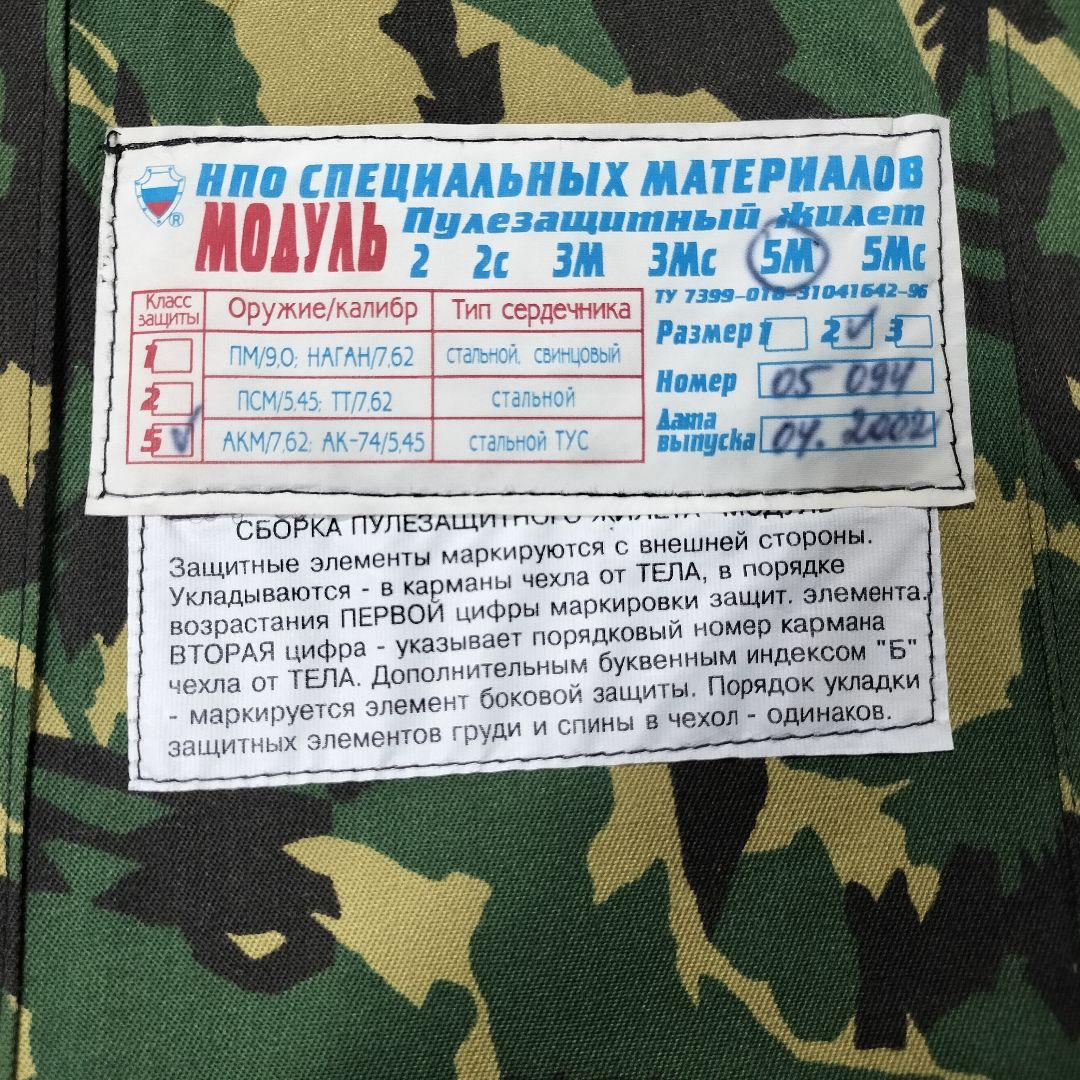 НПО СПЕЦИАЛЬНЫХ МАТЕРИАЛОВ
®
МОДУЛЬ Пулезащитный жилет
2 2с 3М 3Мс 5М 5Мс
ТУ 7399-018-31041642-96
Класс защиты Оружие/калибр Тип сердечника
1 ПМ/9,0; НАГАН/7,62 стальной, свинцовый
2 ПСМ/5,45; ТТ/7,62 стальной
5 АКМ/7,62; АК-74/5,45 стальной ТУС
Размер 1 2 3
Номер 05 094
Дата выпуска 04. 2002
СБОРКА ПУЛЕЗАЩИТНОГО ЖИЛЕТА "МОДУЛЬ"
Защитные элементы маркируются с внешней стороны.
Укладываются - в карманы чехла от ТЕЛА, в порядке
возрастания ПЕРВОЙ цифры маркировки защит. элемента.
ВТОРАЯ цифра - указывает порядковый номер кармана
чехла от ТЕЛА. Дополнительным буквенным индексом "Б"
- маркируется элемент боковой защиты. Порядок укладки
защитных элементов груди и спины в чехол - одинаков.